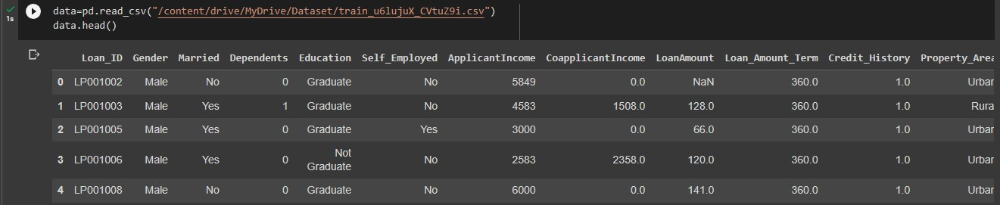 1s
data=pd.read_csv("/content/drive/MyDrive/Dataset/train_u6lujuX_CVtuZ9i.csv")
data.head()
Loan_ID Gender Married Dependents Education Self_Employed ApplicantIncome CoapplicantIncome LoanAmount Loan_Amount_Term Credit_History Property_Area
0 LP001002 Male No 0 Graduate No 5849 0.0 NaN 360.0 1.0 Urban
1 LP001003 Male Yes 1 Graduate No 4583 1508.0 128.0 360.0 1.0 Rura
2 LP001005 Male Yes 0 Graduate Yes 3000 0.0 66.0 360.0 1.0 Urban
3 LP001006 Male Yes 0 Not Graduate No 2583 2358.0 120.0 360.0 1.0 Urban
4 LP001008 Male No 0 Graduate No 6000 0.0 141.0 360.0 1.0 Urban